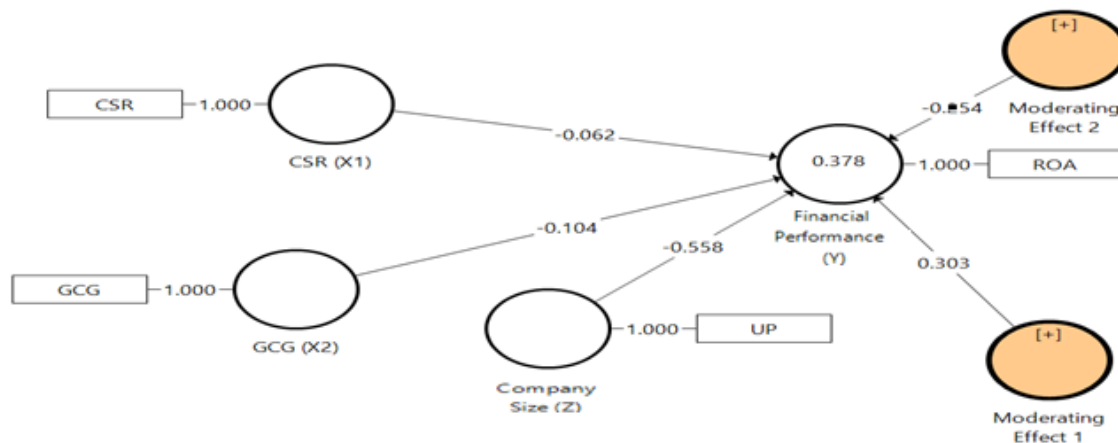 [+]
Moderating
Effect 2
CSR
1.000
CSR (X1)
-0.062
0.378
1.000
ROA
Financial
Performance
(Y)
-0.104
-0.558
0.303
GCG
1.000
GCG (X2)
1.000
UP
Company
Size (Z)
[+]
Moderating
Effect 1